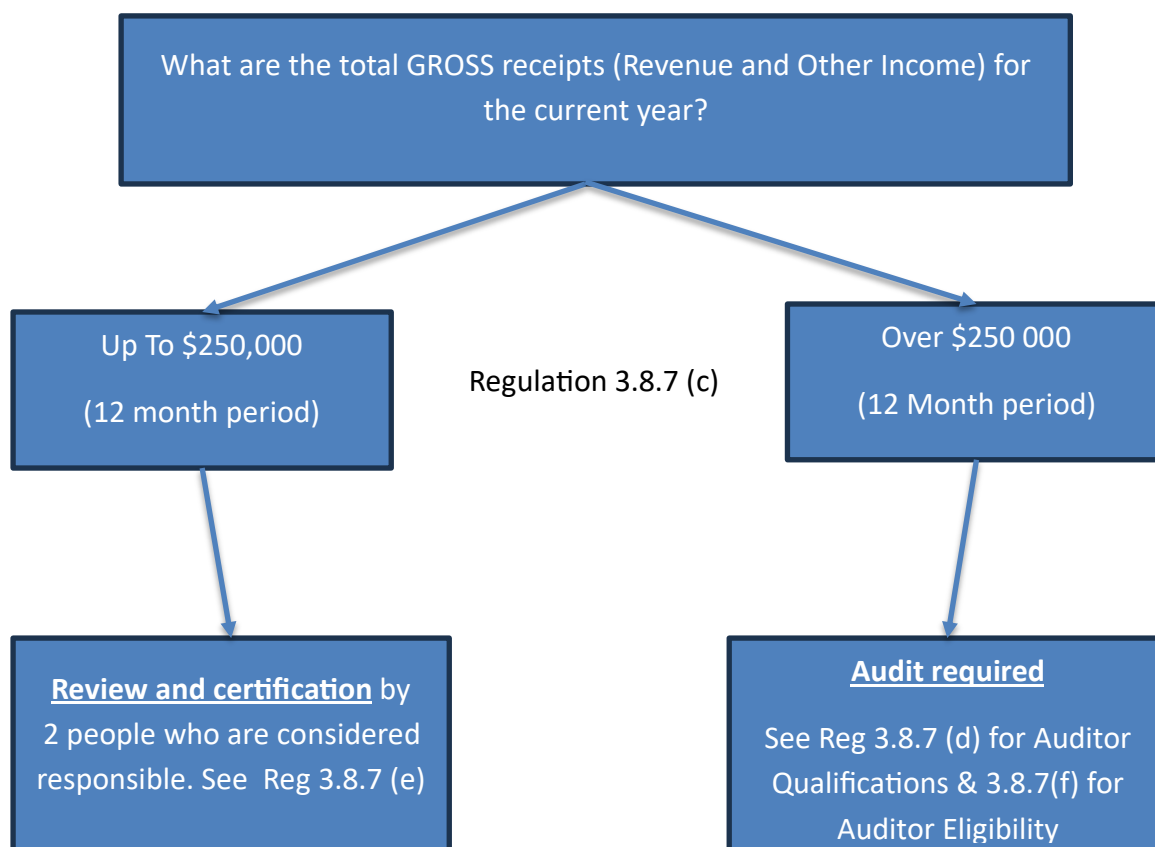 What are the total GROSS receipts (Revenue and Other Income) for
the current year?
Up To $250,000
(12 month period)
Regulation 3.8.7 (c)
Over $250 000
(12 Month period)
Review and certification by
2 people who are considered
responsible. See  Reg 3.8.7 (e)
Audit required
See Reg 3.8.7 (d) for Auditor
Qualifications & 3.8.7(f) for
Auditor Eligibility